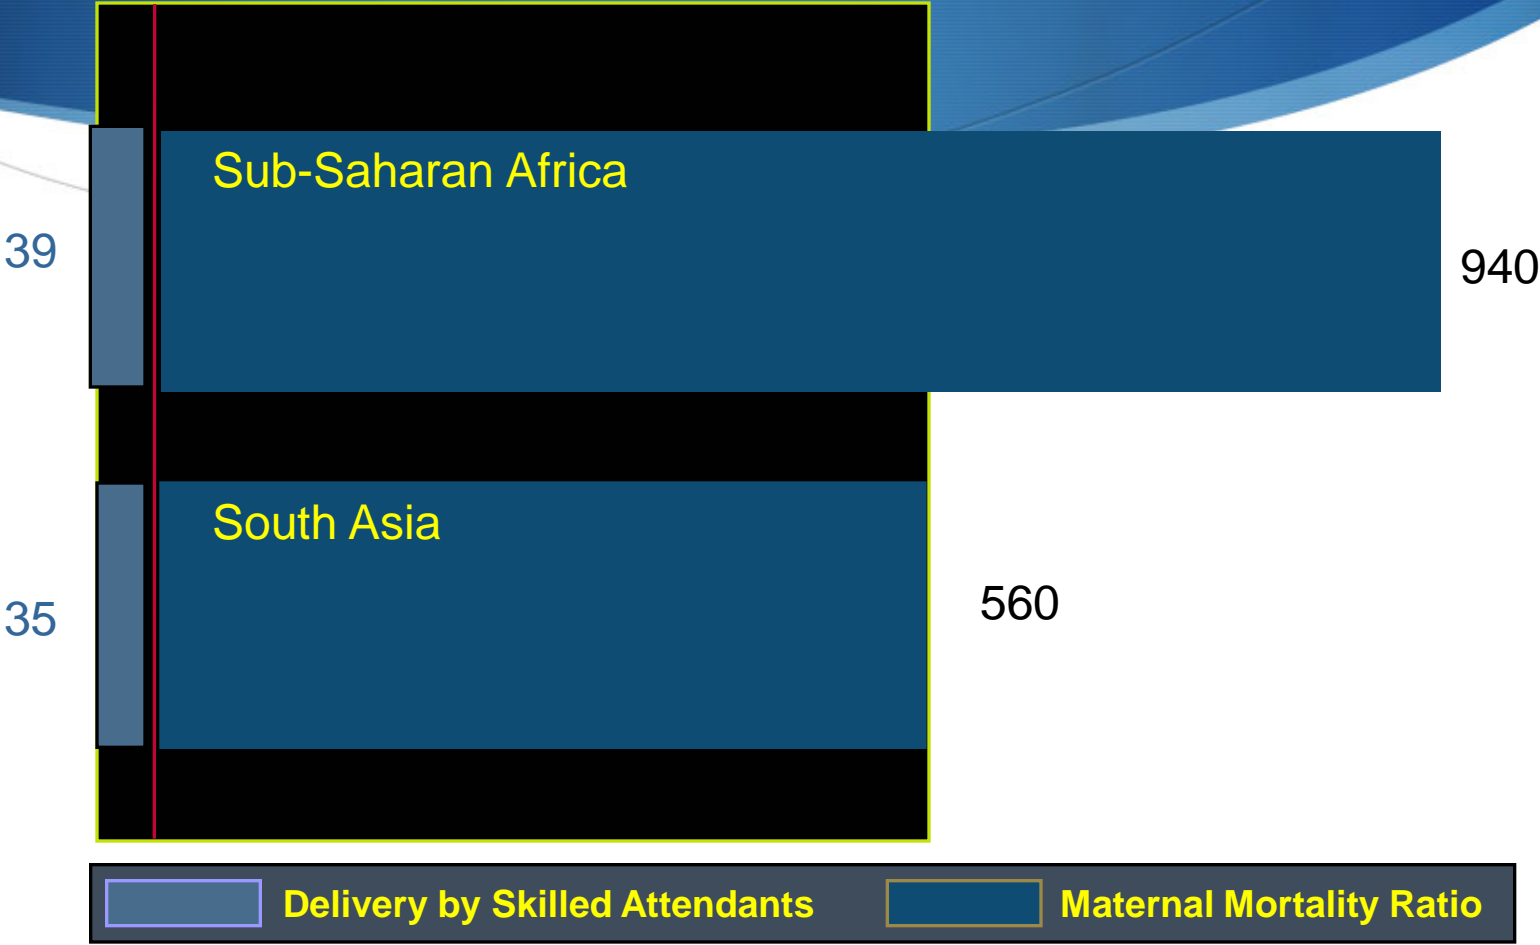 Sub-Saharan Africa
39
940
South Asia
35
560
Delivery by Skilled Attendants
Maternal Mortality Ratio